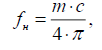 fн = m · c / 4 · π,